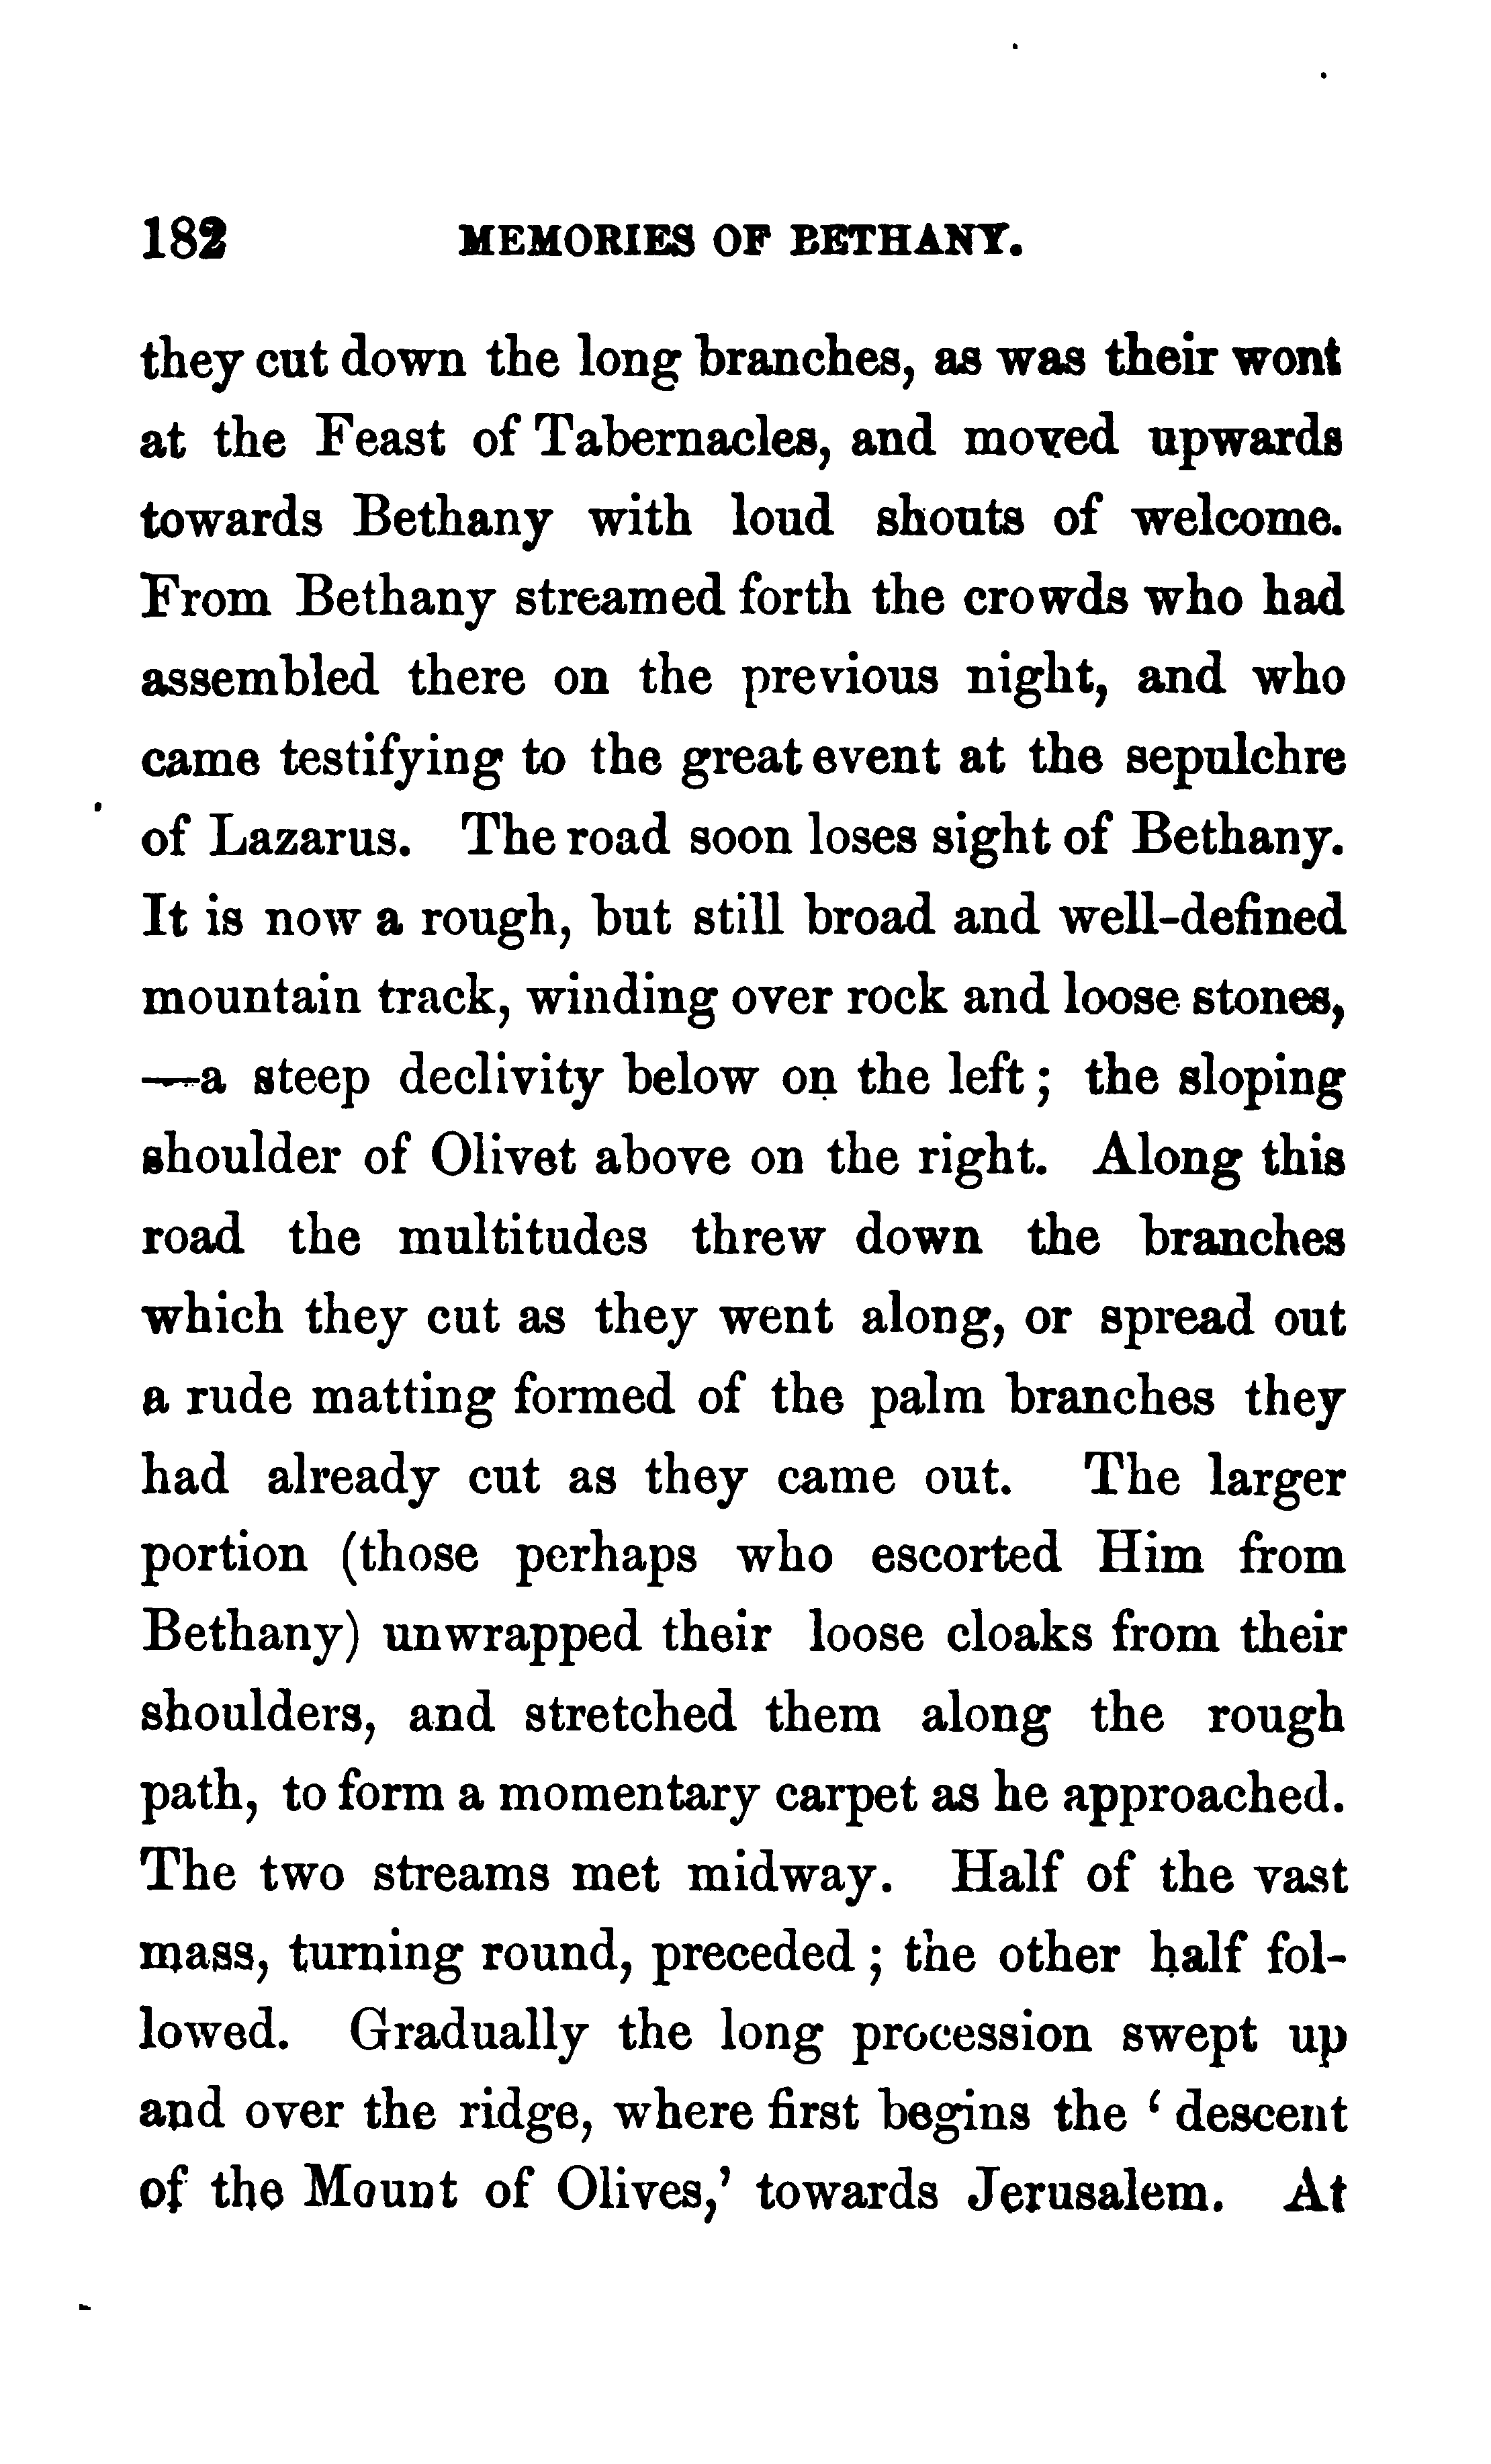 182 MEMORIES OF BETHANY.
they cut down the long branches, as was their wont
at the Feast of Tabernacles, and moved upwards
towards Bethany with loud shouts of welcome.
From Bethany streamed forth the crowds who had
assembled there on the previous night, and who
came testifying to the great event at the sepulchre
of Lazarus. The road soon loses sight of Bethany.
It is now a rough, but still broad and well-defined
mountain track, winding over rock and loose stones,
—a steep declivity below on the left; the sloping
shoulder of Olivet above on the right. Along this
road the multitudes threw down the branches
which they cut as they went along, or spread out
a rude matting formed of the palm branches they
had already cut as they came out. The larger
portion (those perhaps who escorted Him from
Bethany) unwrapped their loose cloaks from their
shoulders, and stretched them along the rough
path, to form a momentary carpet as he approached.
The two streams met midway. Half of the vast
mass, turning round, preceded; the other half fol-
lowed. Gradually the long procession swept up
and over the ridge, where first begins the ‘descent
of the Mount of Olives,’ towards Jerusalem. At